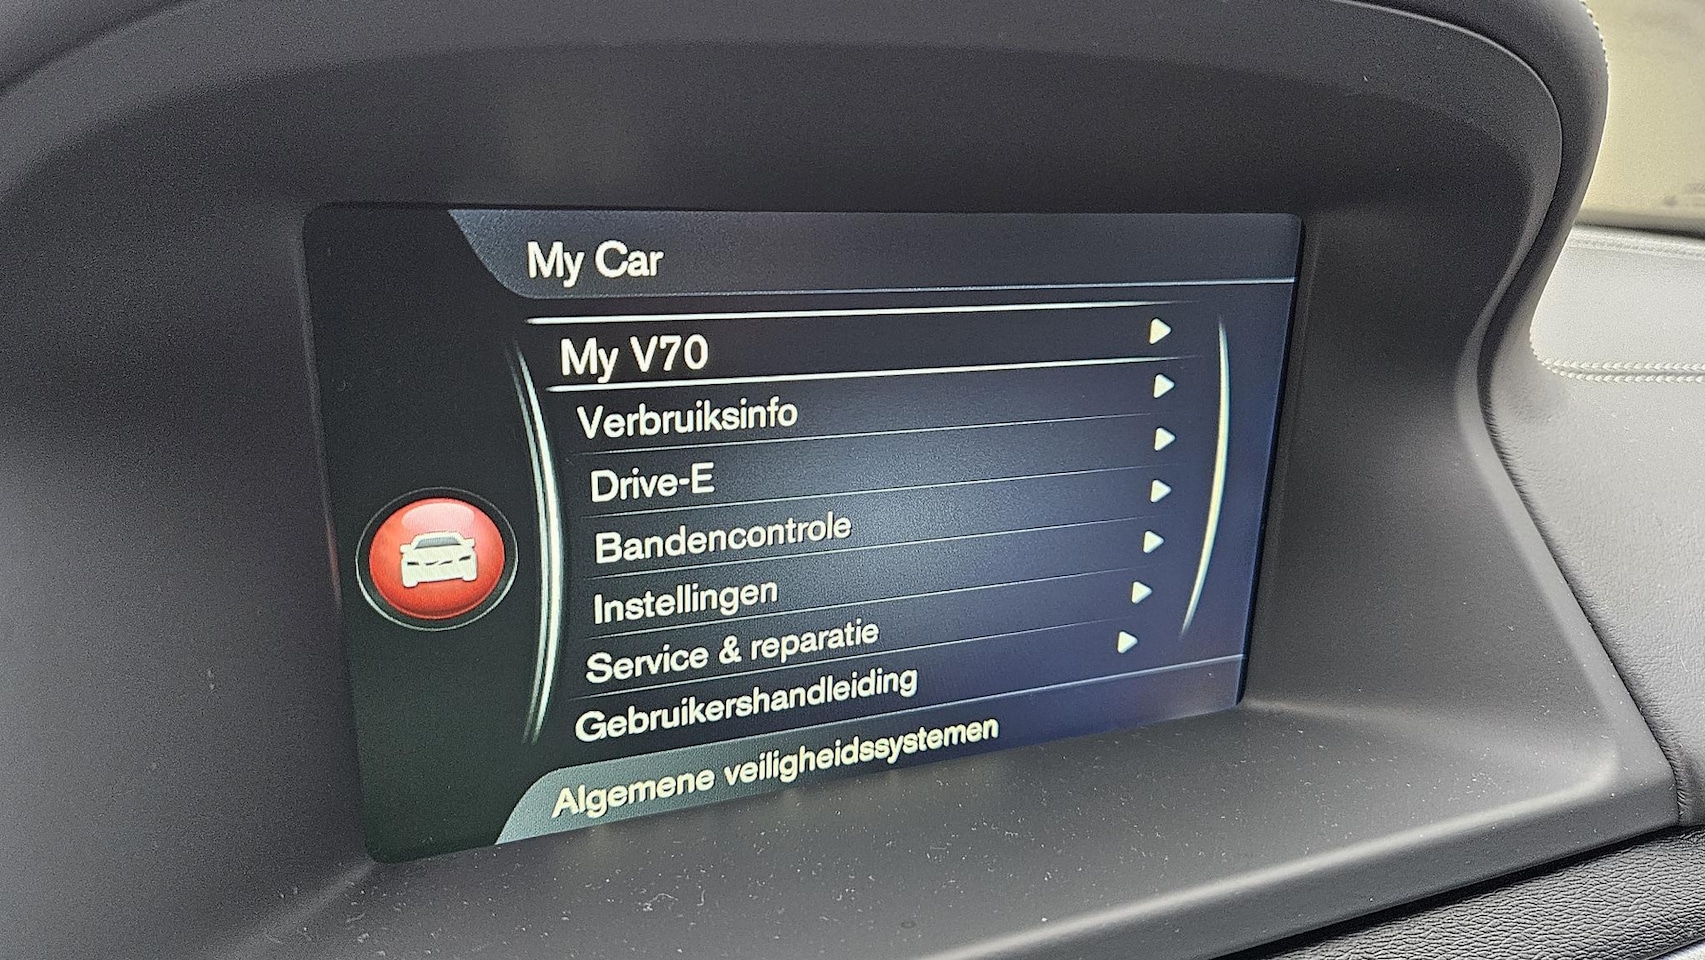 My Car
My V70
Verbruiksinfo
Drive-E
Bandencontrole
Instellingen
Service & reparatie
Gebruikershandleiding
Algemene veiligheidssystemen